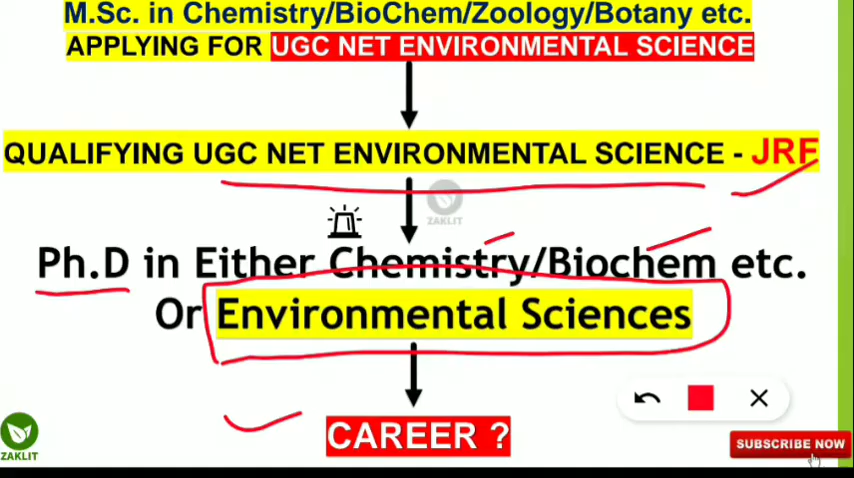 M.Sc. in Chemistry/BioChem/Zoology/Botany etc.
APPLYING FOR UGC NET ENVIRONMENTAL SCIENCE
QUALIFYING UGC NET ENVIRONMENTAL SCIENCE - JRF
ZAKLIT
Ph.D in Either Chemistry/Biochem etc.
Or Environmental Sciences
CAREER ?
ZAKLIT
SUBSCRIBE NOW